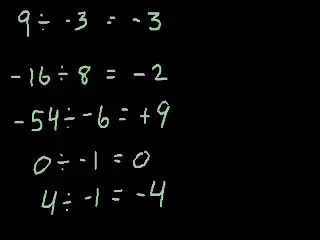 9 ÷ -3 = -3
-16 ÷ 8 = -2
-54 ÷ -6 = +9
0 ÷ -1 = 0
4 ÷ -1 = -4